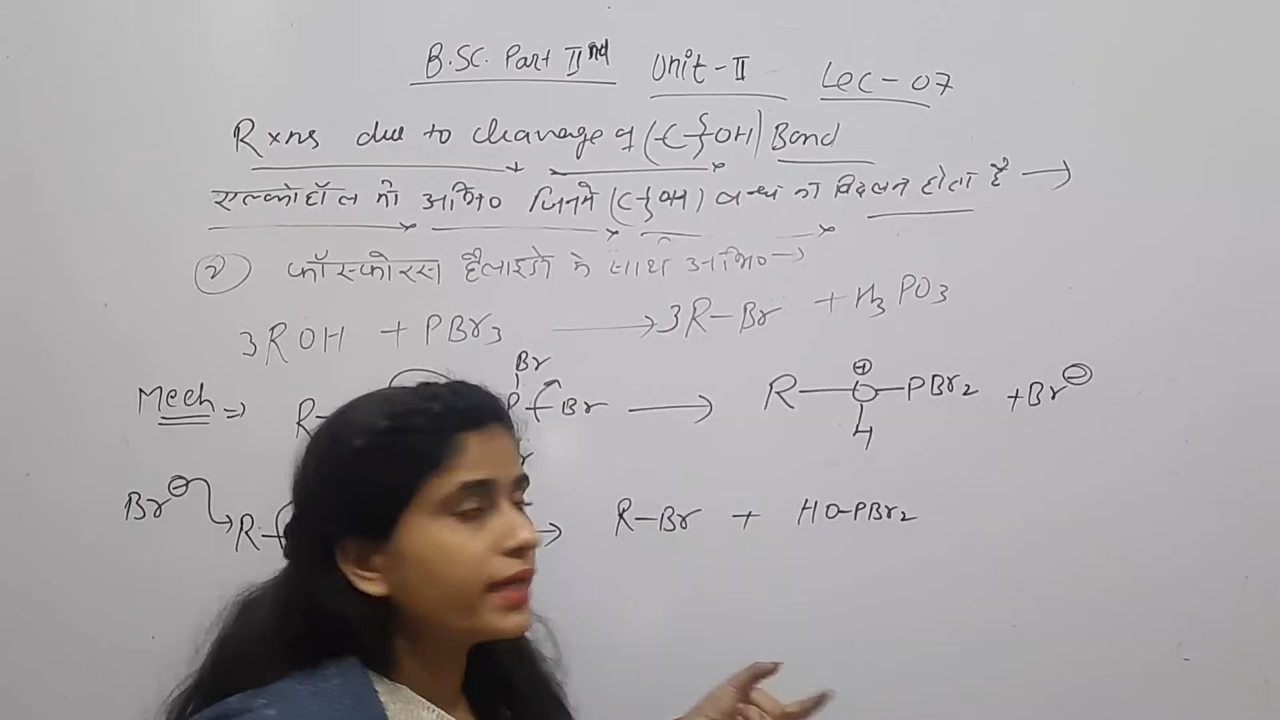 B.SC. Part IInd Unit-II Lec-07
Rxns due to cleavage of (C}OH) Bond
एल्कोहॉल की अभि० जिनमें (C}OH) बन्ध का विदलन होता है →
(2) फॉस्फोरस हैलाइडो के साथ अभि० →
3ROH + PBr3 → 3R-Br + H3PO3
Mech ⇒ R Br Br → R-O⊕-PBr2 + Br⊖
H
Br⊖ R → R-Br + HO-PBr2